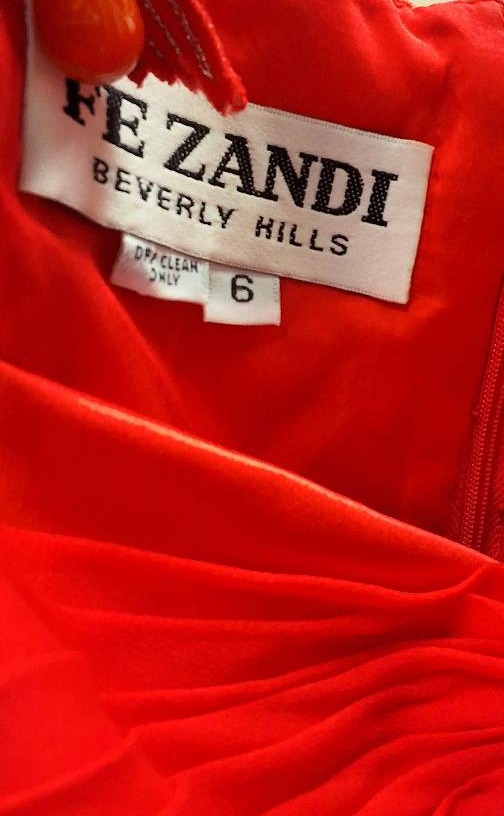 FE ZANDI
BEVERLY HILLS
DRY CLEAN
ONLY
6